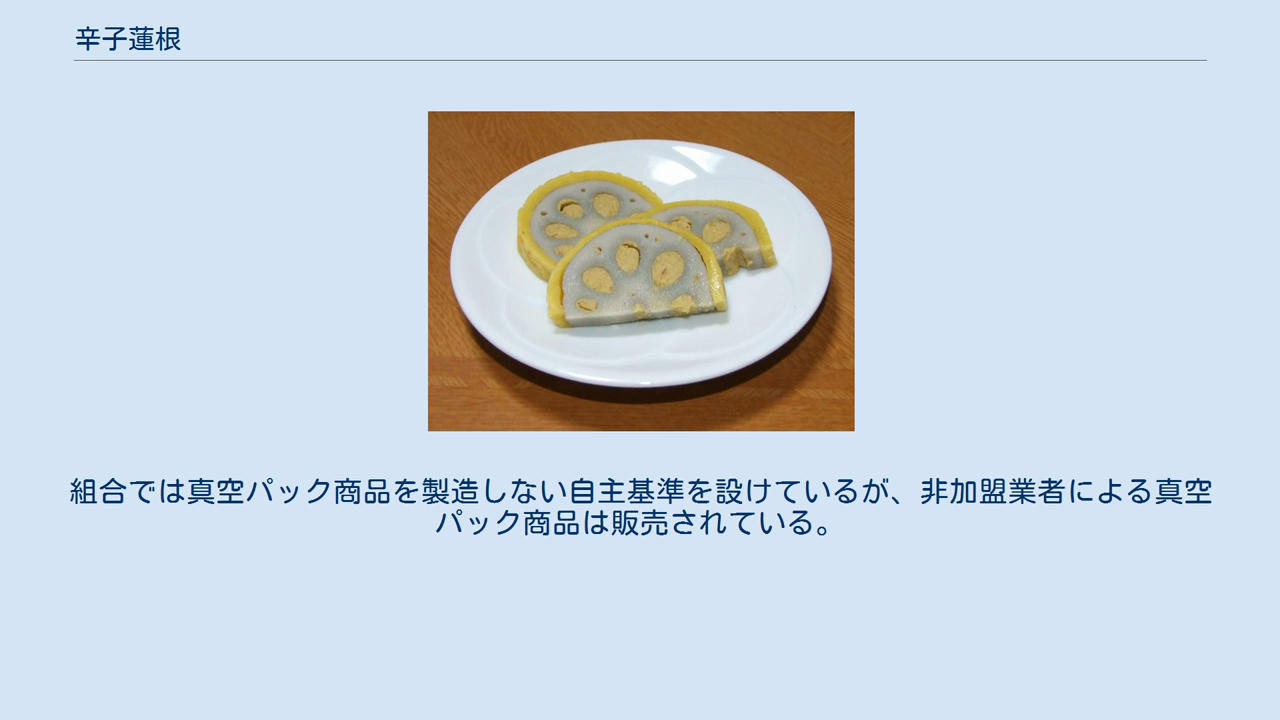 辛子蓮根
組合では真空パック商品を製造しない自主基準を設けているが、非加盟業者による真空
パック商品は販売されている。